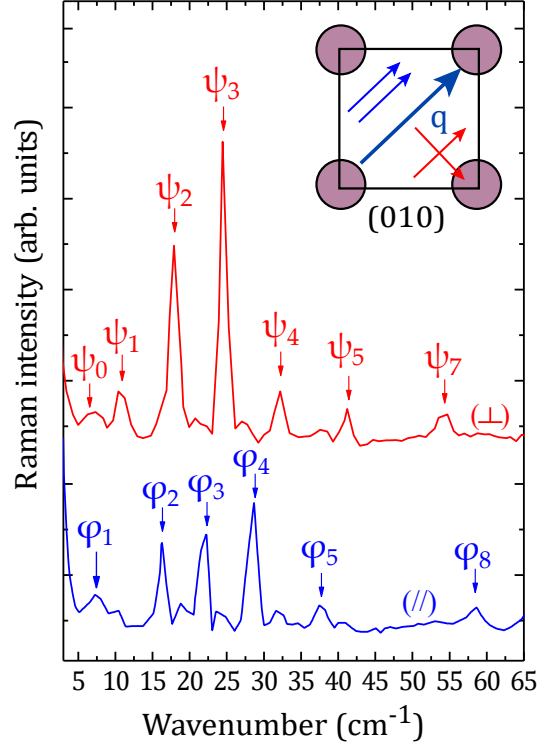 Raman intensity (arb. units)
q
(010)
ψ₀
ψ₁
ψ₂
ψ₃
ψ₄
ψ₅
ψ₇
(⊥)
φ₁
φ₂
φ₃
φ₄
φ₅
φ₈
(//)
5 10 15 20 25 30 35 40 45 50 55 60 65
Wavenumber (cm⁻¹)